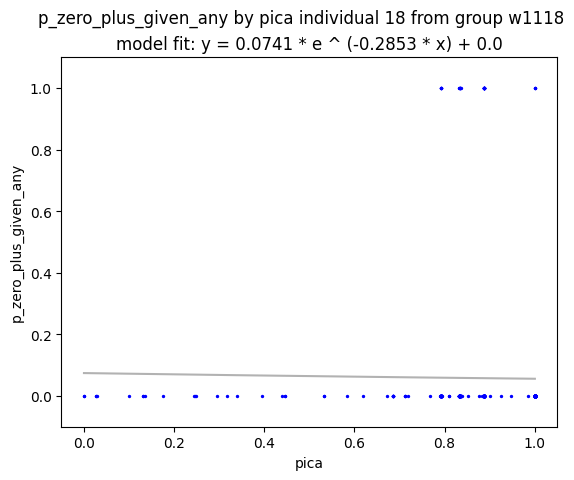 p_zero_plus_given_any by pica individual 18 from group w1118
model fit: y = 0.0741 * e ^ (-0.2853 * x) + 0.0
1.0
0.8
0.6
0.4
0.2
0.0
p_zero_plus_given_any
0.0 0.2 0.4 0.6 0.8 1.0
pica